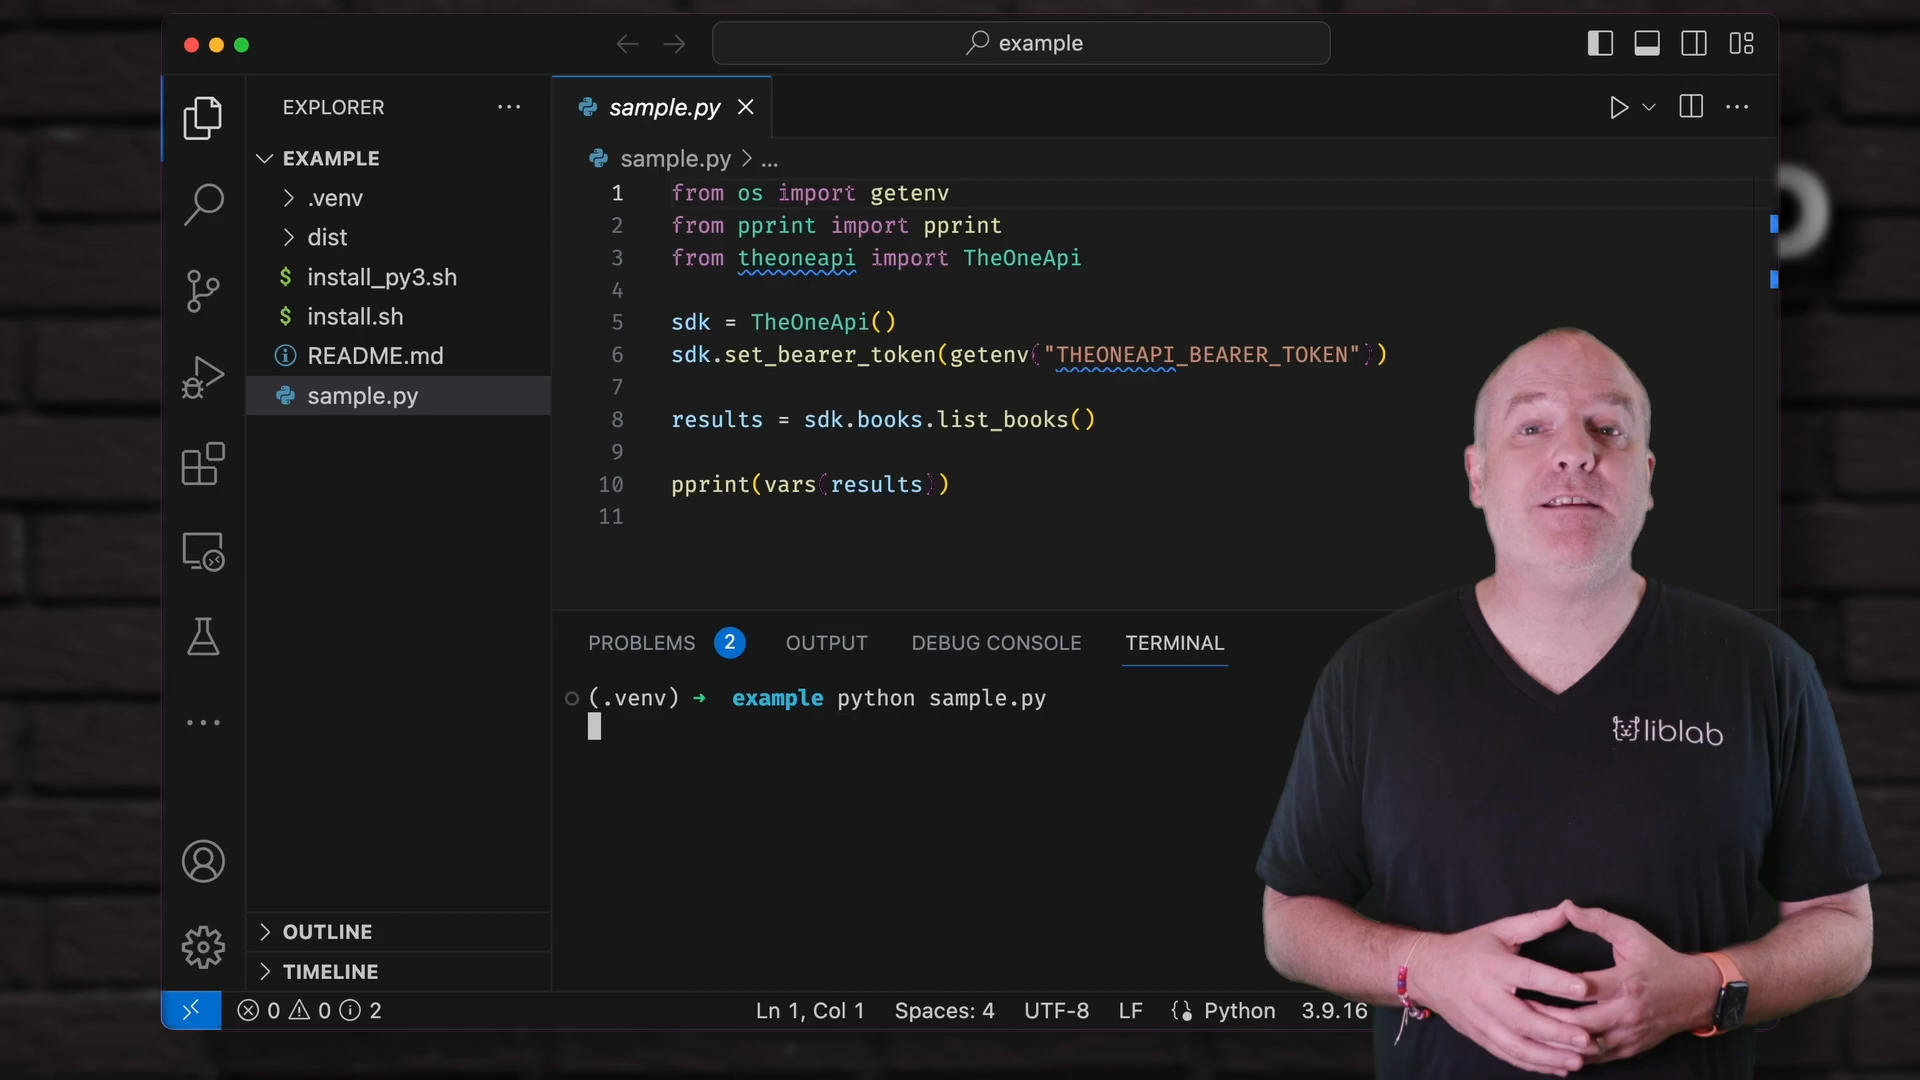 example
EXPLORER
EXAMPLE
.venv
dist
install_py3.sh
install.sh
README.md
sample.py
OUTLINE
TIMELINE
sample.py
sample.py > ...
1 from os import getenv
2 from pprint import pprint
3 from theoneapi import TheOneApi
4
5 sdk = TheOneApi()
6 sdk.set_bearer_token(getenv("THEONEAPI_BEARER_TOKEN"))
7
8 results = sdk.books.list_books()
9
10 pprint(vars(results))
11
PROBLEMS 2 OUTPUT DEBUG CONSOLE TERMINAL
(.venv) → example python sample.py
liblab
0 0 2 Ln 1, Col 1 Spaces: 4 UTF-8 LF Python 3.9.16